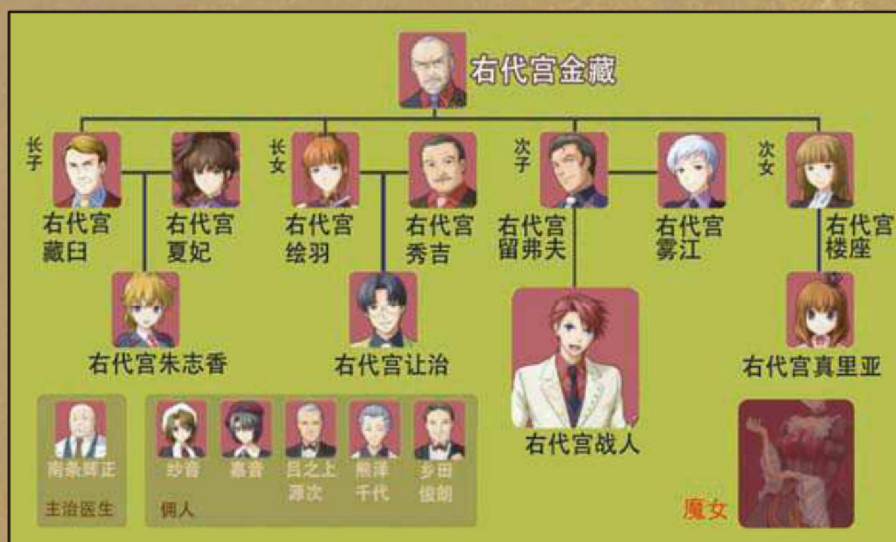 右代宫金藏
长子
长女
次子
次女
右代宫
藏臼
右代宫
夏妃
右代宫
绘羽
右代宫
秀吉
右代宫
留弗夫
右代宫
雾江
右代宫
楼座
右代宫朱志香
右代宫让治
右代宫战人
右代宫真里亚
南条辉正
主治医生
纱音
嘉音
吕之上
源次
熊泽
千代
乡田
俊朗
佣人
魔女